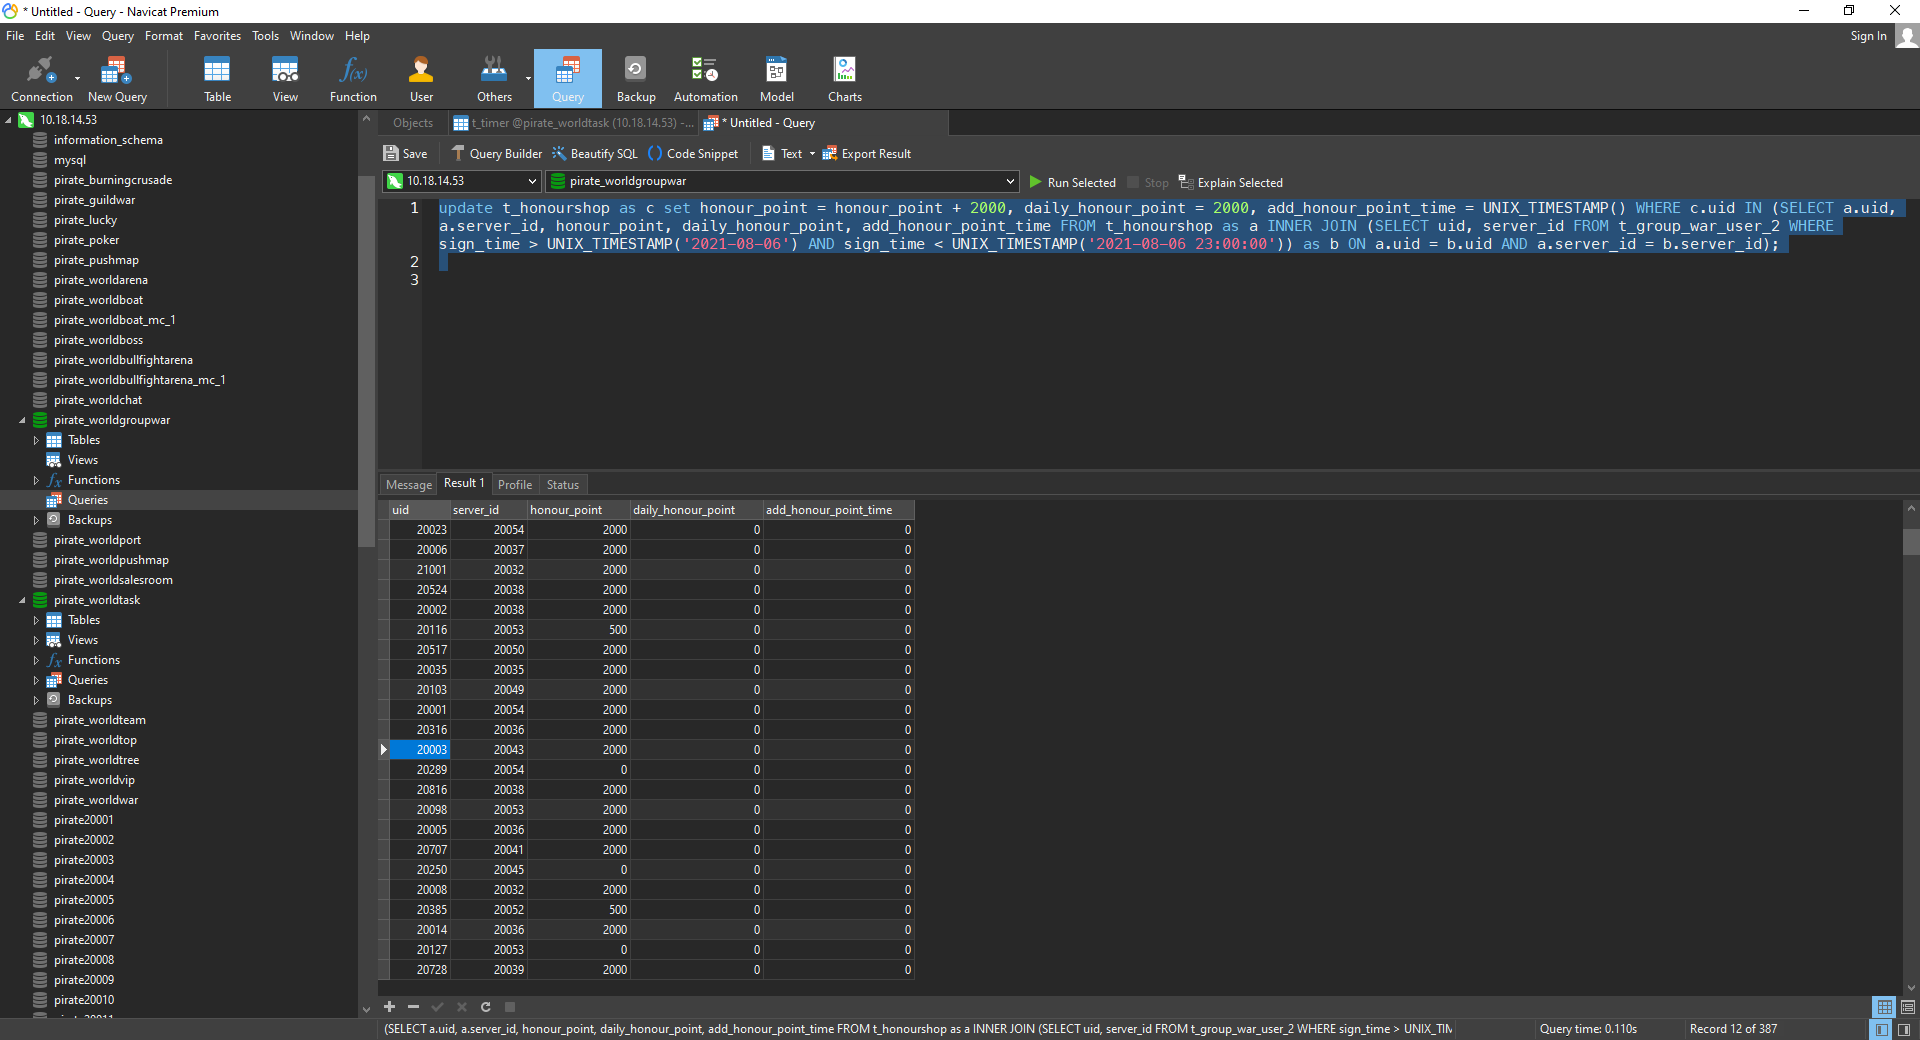 * Untitled - Query - Navicat Premium
File Edit View Query Format Favorites Tools Window Help
Sign In
Connection New Query Table View Function User Others Query Backup Automation Model Charts
Objects t_timer @pirate_worldtask (10.18.14.53) -... * Untitled - Query
Save Query Builder Beautify SQL Code Snippet Text Export Result
10.18.14.53 pirate_worldgroupwar Run Selected Stop Explain Selected
1 update t_honourshop as c set honour_point = honour_point + 2000, daily_honour_point = 2000, add_honour_point_time = UNIX_TIMESTAMP() WHERE c.uid IN (SELECT a.uid,
a.server_id, honour_point, daily_honour_point, add_honour_point_time FROM t_honourshop as a INNER JOIN (SELECT uid, server_id FROM t_group_war_user_2 WHERE
sign_time > UNIX_TIMESTAMP('2021-08-06') AND sign_time < UNIX_TIMESTAMP('2021-08-06 23:00:00')) as b ON a.uid = b.uid AND a.server_id = b.server_id);
2
3
10.18.14.53
information_schema
mysql
pirate_burningcrusade
pirate_guildwar
pirate_lucky
pirate_poker
pirate_pushmap
pirate_worldarena
pirate_worldboat
pirate_worldboat_mc_1
pirate_worldboss
pirate_worldbullfightarena
pirate_worldbullfightarena_mc_1
pirate_worldchat
pirate_worldgroupwar
Tables
Views
Functions
Queries
Backups
pirate_worldport
pirate_worldpushmap
pirate_worldsalesroom
pirate_worldtask
Tables
Views
Functions
Queries
Backups
pirate_worldteam
pirate_worldtop
pirate_worldtree
pirate_worldvip
pirate_worldwar
pirate20001
pirate20002
pirate20003
pirate20004
pirate20005
pirate20006
pirate20007
pirate20008
pirate20009
pirate20010
Message Result 1 Profile Status
uid server_id honour_point daily_honour_point add_honour_point_time
20023 20054 2000 0 0
20006 20037 2000 0 0
21001 20032 2000 0 0
20524 20038 2000 0 0
20002 20038 2000 0 0
20116 20053 500 0 0
20517 20050 2000 0 0
20035 20035 2000 0 0
20103 20049 2000 0 0
20001 20054 2000 0 0
20316 20036 2000 0 0
20003 20043 2000 0 0
20289 20054 0 0 0
20816 20038 2000 0 0
20098 20053 2000 0 0
20005 20036 2000 0 0
20707 20041 2000 0 0
20250 20045 0 0 0
20008 20032 2000 0 0
20385 20052 500 0 0
20014 20036 2000 0 0
20127 20053 0 0 0
20728 20039 2000 0 0
(SELECT a.uid, a.server_id, honour_point, daily_honour_point, add_honour_point_time FROM t_honourshop as a INNER JOIN (SELECT uid, server_id FROM t_group_war_user_2 WHERE sign_time > UNIX_TIM
Query time: 0.110s Record 12 of 387